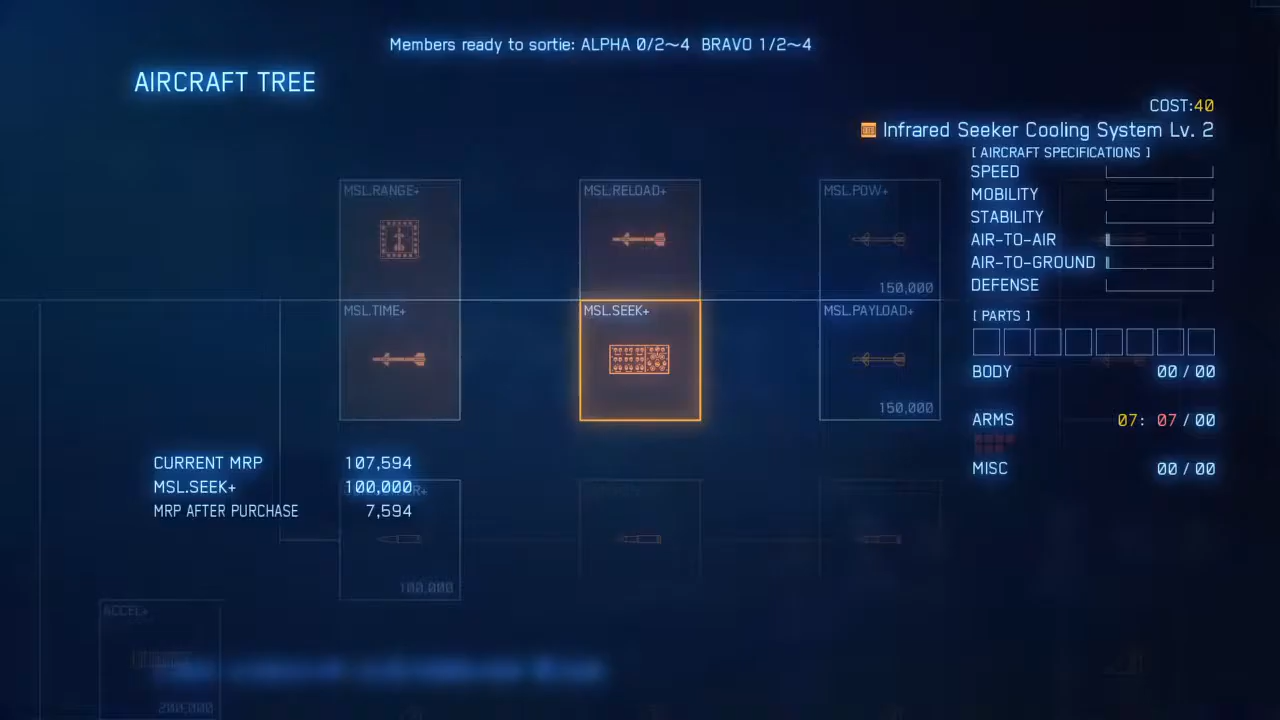 Members ready to sortie: ALPHA 0/2～4 BRAVO 1/2～4
AIRCRAFT TREE
COST:40
Infrared Seeker Cooling System Lv. 2
[ AIRCRAFT SPECIFICATIONS ]
SPEED
MOBILITY
STABILITY
AIR-TO-AIR
AIR-TO-GROUND
DEFENSE
[ PARTS ]
BODY 00 / 00
ARMS 07: 07 / 00
MISC 00 / 00
MSL.RANGE+
MSL.RELOAD+
MSL.POW+
150,000
MSL.TIME+
MSL.SEEK+
MSL.PAYLOAD+
150,000
CURRENT MRP 107,594
MSL.SEEK+ 100,000
MRP AFTER PURCHASE 7,594
100,000
ACCEL+
200,000